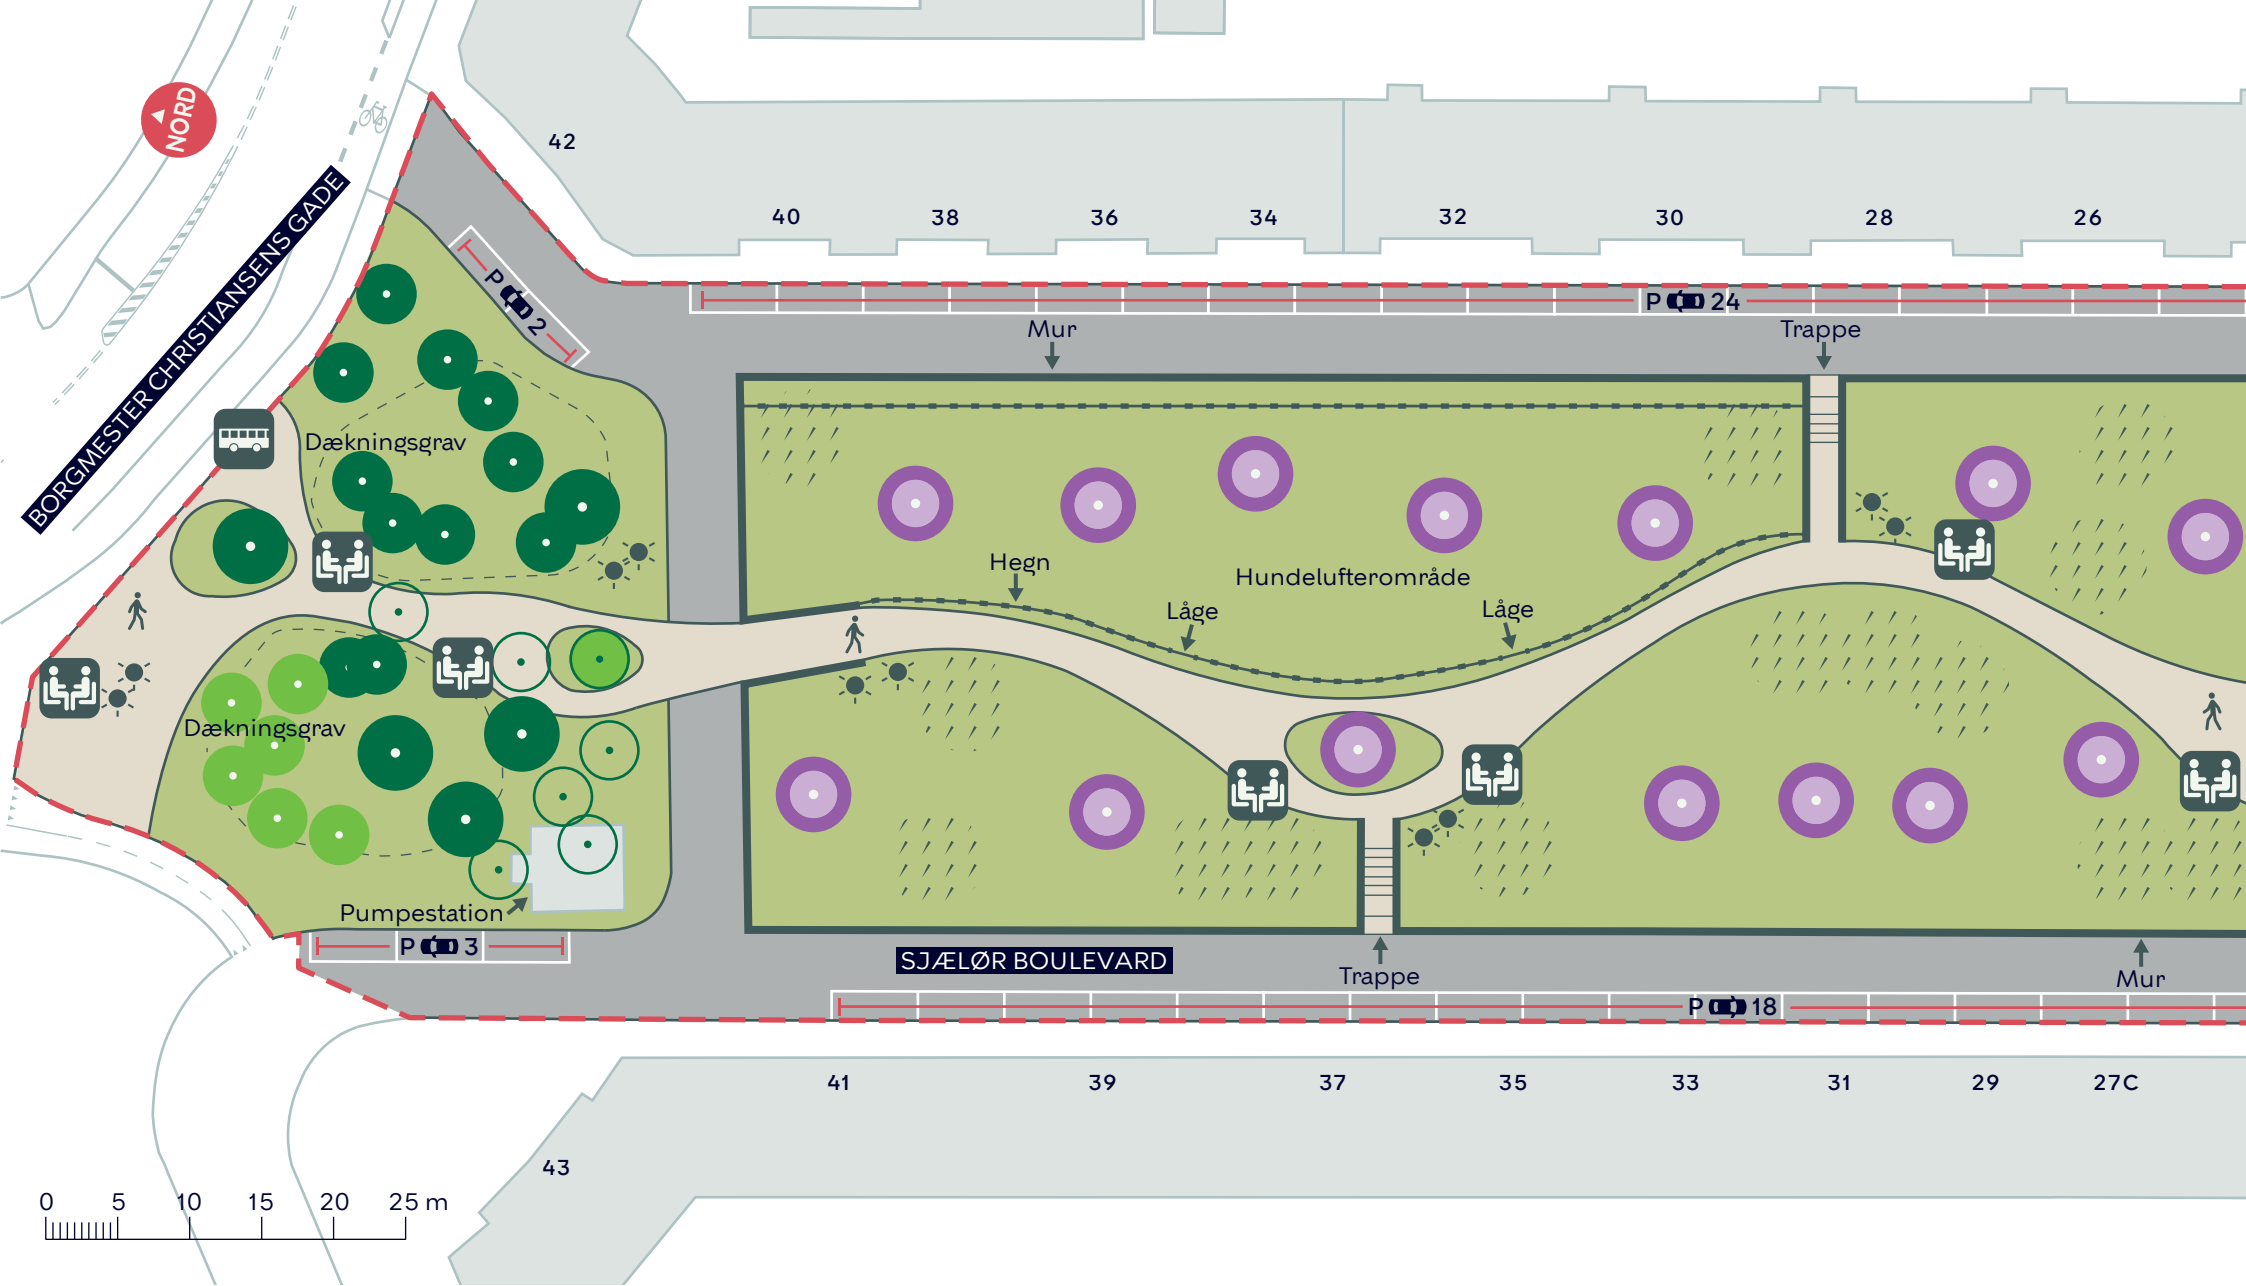 NORD
BORGMESTER CHRISTIANSENS GADE
42
40
38
36
34
32
30
28
26
P 2
P 24
Mur
Trappe
Dækningsgrav
Hegn
Hundelufterområde
Låge
Låge
Dækningsgrav
Pumpestation
P 3
SJÆLØR BOULEVARD
Trappe
Mur
P 18
41
39
37
35
33
31
29
27C
43
0 5 10 15 20 25 m